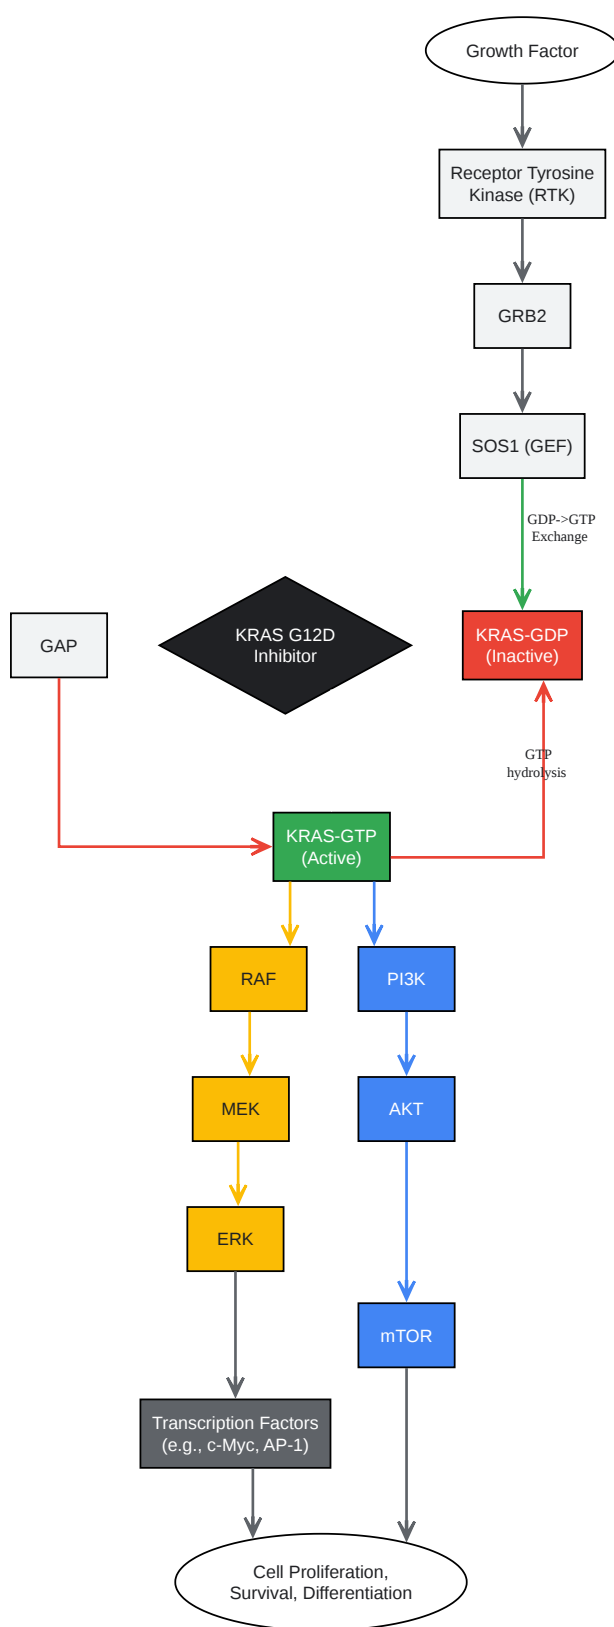 Growth Factor
Receptor Tyrosine
Kinase (RTK)
GRB2
SOS1 (GEF)
GDP->GTP
Exchange
GAP
KRAS G12D
Inhibitor
KRAS-GDP
(Inactive)
GTP
hydrolysis
KRAS-GTP
(Active)
RAF
PI3K
MEK
AKT
ERK
mTOR
Transcription Factors
(e.g., c-Myc, AP-1)
Cell Proliferation,
Survival, Differentiation